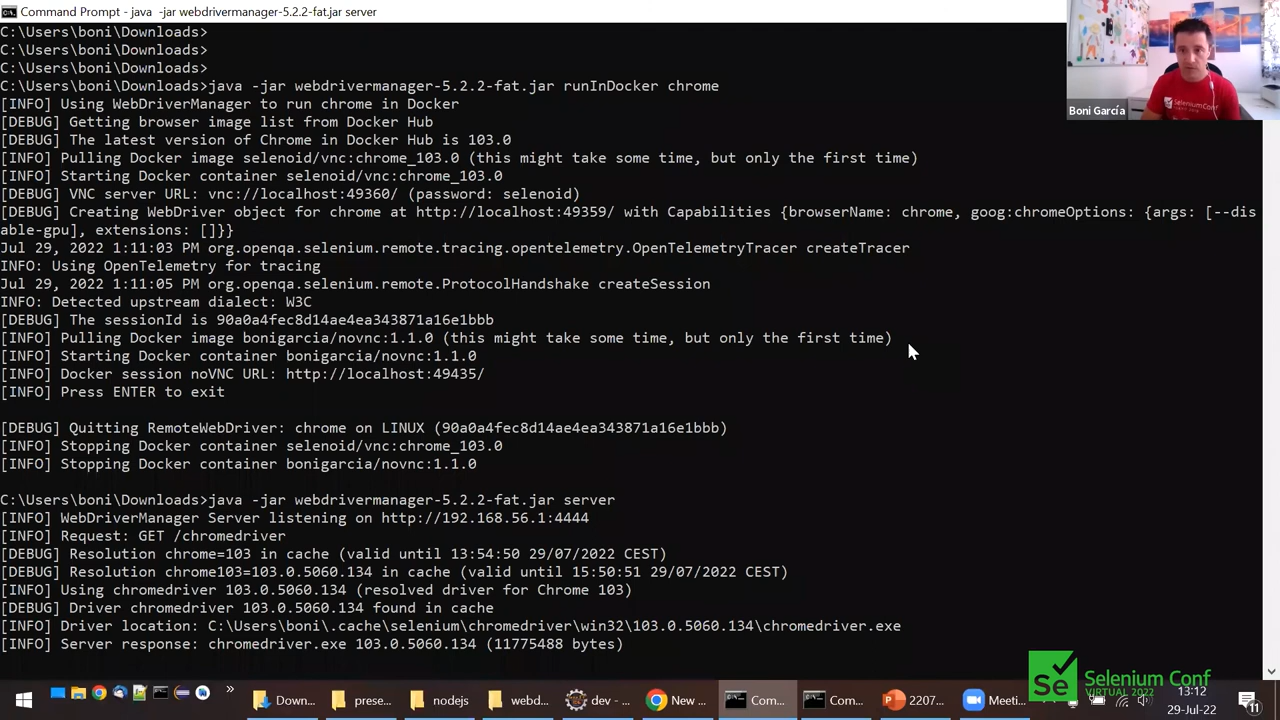 Command Prompt - java -jar webdrivermanager-5.2.2-fat.jar server
C:\Users\boni\Downloads>
C:\Users\boni\Downloads>
C:\Users\boni\Downloads>
C:\Users\boni\Downloads>java -jar webdrivermanager-5.2.2-fat.jar runInDocker chrome
[INFO] Using WebDriverManager to run chrome in Docker
[DEBUG] Getting browser image list from Docker Hub
[DEBUG] The latest version of Chrome in Docker Hub is 103.0
[INFO] Pulling Docker image selenoid/vnc:chrome_103.0 (this might take some time, but only the first time)
[INFO] Starting Docker container selenoid/vnc:chrome_103.0
[DEBUG] VNC server URL: vnc://localhost:49360/ (password: selenoid)
[DEBUG] Creating WebDriver object for chrome at http://localhost:49359/ with Capabilities {browserName: chrome, goog:chromeOptions: {args: [--dis
able-gpu], extensions: []}}
Jul 29, 2022 1:11:03 PM org.openqa.selenium.remote.tracing.opentelemetry.OpenTelemetryTracer createTracer
INFO: Using OpenTelemetry for tracing
Jul 29, 2022 1:11:05 PM org.openqa.selenium.remote.ProtocolHandshake createSession
INFO: Detected upstream dialect: W3C
[DEBUG] The sessionId is 90a0a4fec8d14ae4ea343871a16e1bbb
[INFO] Pulling Docker image bonigarcia/novnc:1.1.0 (this might take some time, but only the first time)
[INFO] Starting Docker container bonigarcia/novnc:1.1.0
[INFO] Docker session noVNC URL: http://localhost:49435/
[INFO] Press ENTER to exit
[DEBUG] Quitting RemoteWebDriver: chrome on LINUX (90a0a4fec8d14ae4ea343871a16e1bbb)
[INFO] Stopping Docker container selenoid/vnc:chrome_103.0
[INFO] Stopping Docker container bonigarcia/novnc:1.1.0
C:\Users\boni\Downloads>java -jar webdrivermanager-5.2.2-fat.jar server
[INFO] WebDriverManager Server listening on http://192.168.56.1:4444
[INFO] Request: GET /chromedriver
[DEBUG] Resolution chrome=103 in cache (valid until 13:54:50 29/07/2022 CEST)
[DEBUG] Resolution chrome103=103.0.5060.134 in cache (valid until 15:50:51 29/07/2022 CEST)
[INFO] Using chromedriver 103.0.5060.134 (resolved driver for Chrome 103)
[DEBUG] Driver chromedriver 103.0.5060.134 found in cache
[INFO] Driver location: C:\Users\boni\.cache\selenium\chromedriver\win32\103.0.5060.134\chromedriver.exe
[INFO] Server response: chromedriver.exe 103.0.5060.134 (11775488 bytes)
SeleniumConf
Boni García
Se Selenium Conf
VIRTUAL 2022
Down...
prese...
nodejs
webd...
dev - ...
New ...
Com...
Com...
2207...
Meeti...
13:12
29-Jul-22
11